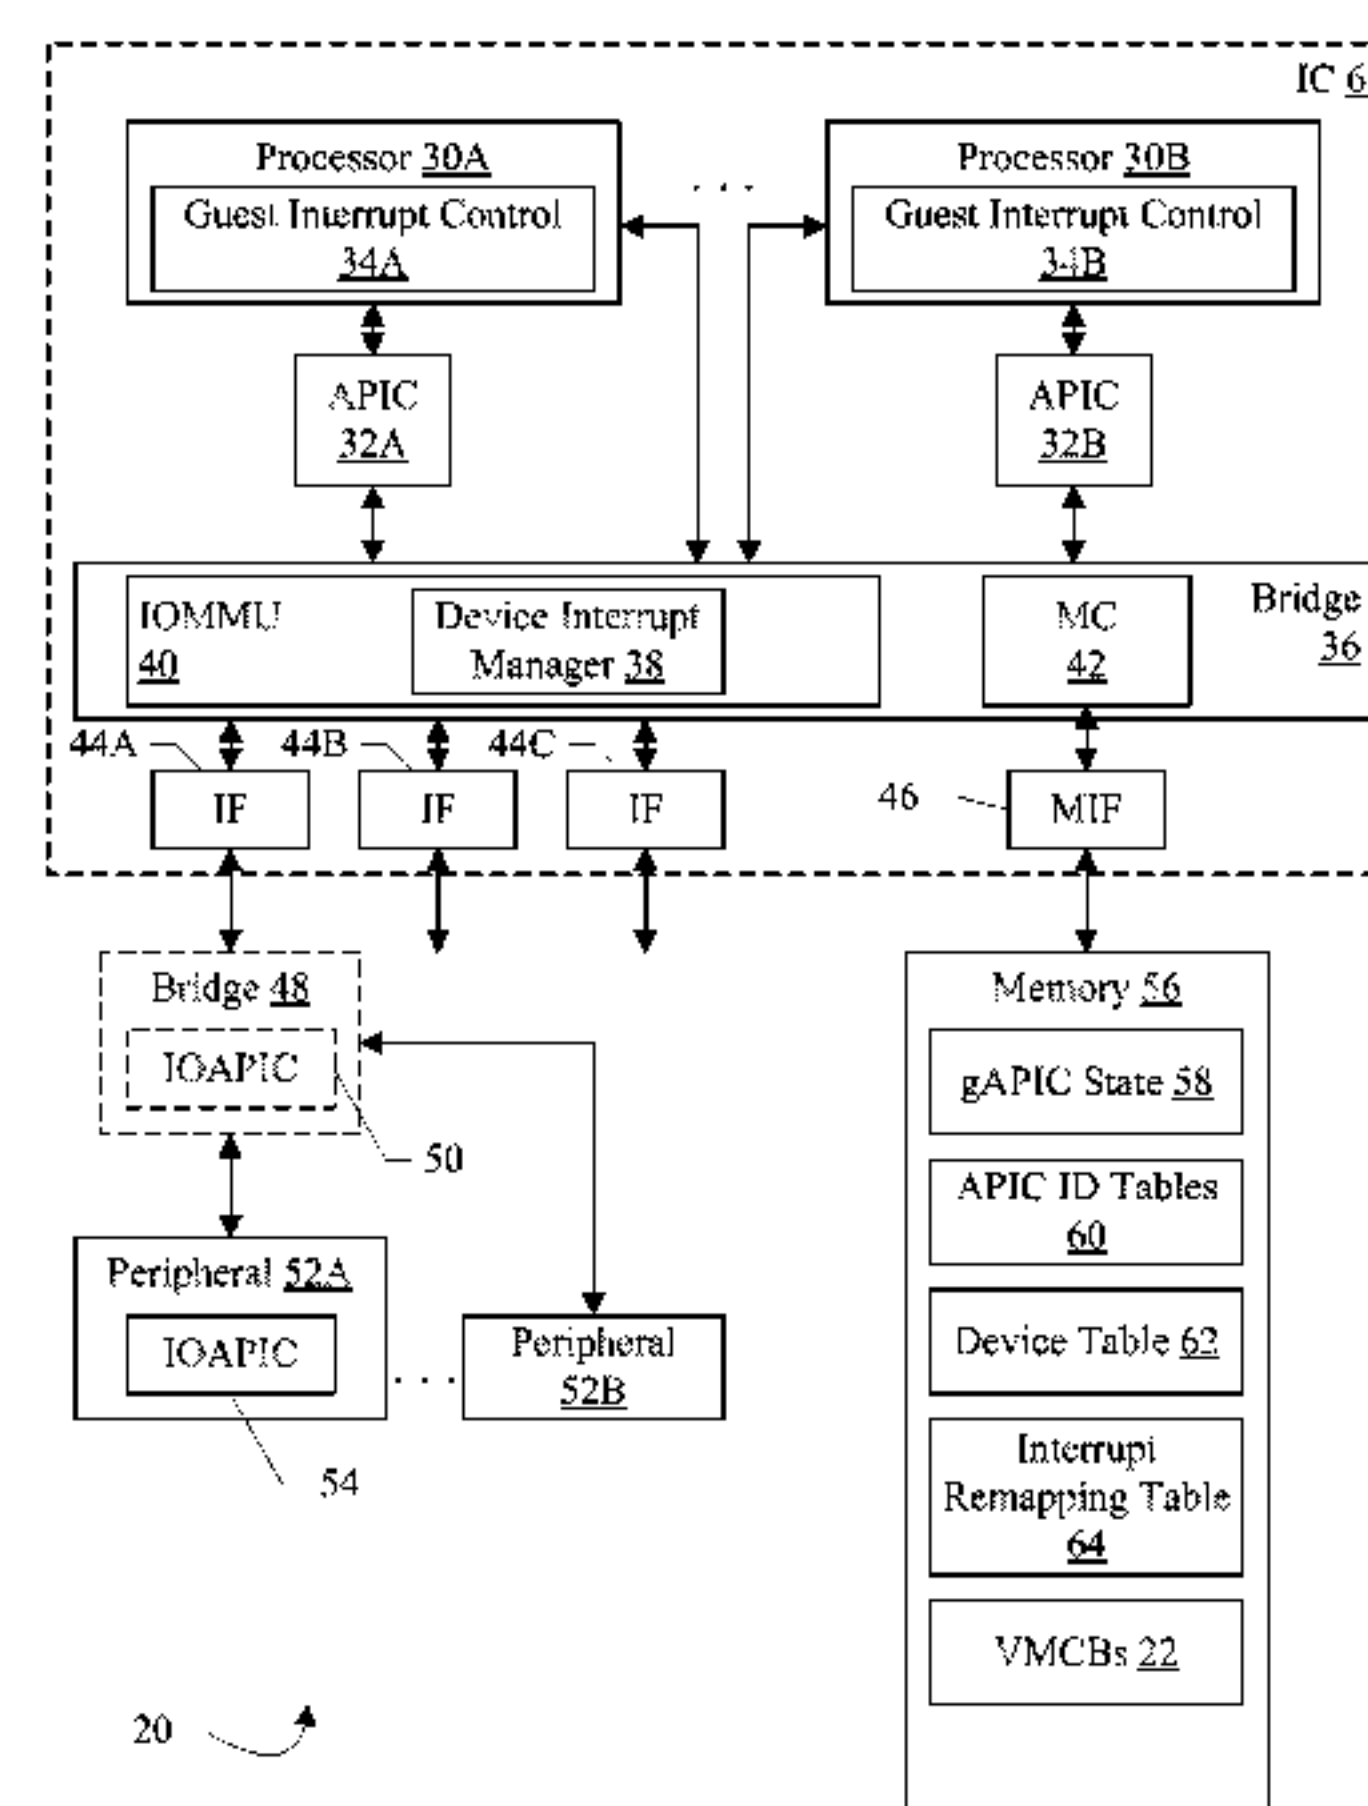 IC 6
Processor 30A
Guest Interrupt Control
34A
Processor 30B
Guest Interrupt Control
34B
APIC
32A
APIC
32B
IOMMU
40
Device Interrupt
Manager 38
MC
42
Bridge
36
44A
44B
44C
46
IF
IF
IF
MIF
Bridge 48
IOAPIC
50
Peripheral 52A
IOAPIC
54
Peripheral
52B
Memory 56
gAPIC State 58
APIC ID Tables
60
Device Table 62
Interrupt
Remapping Table
64
VMCBs 22
20